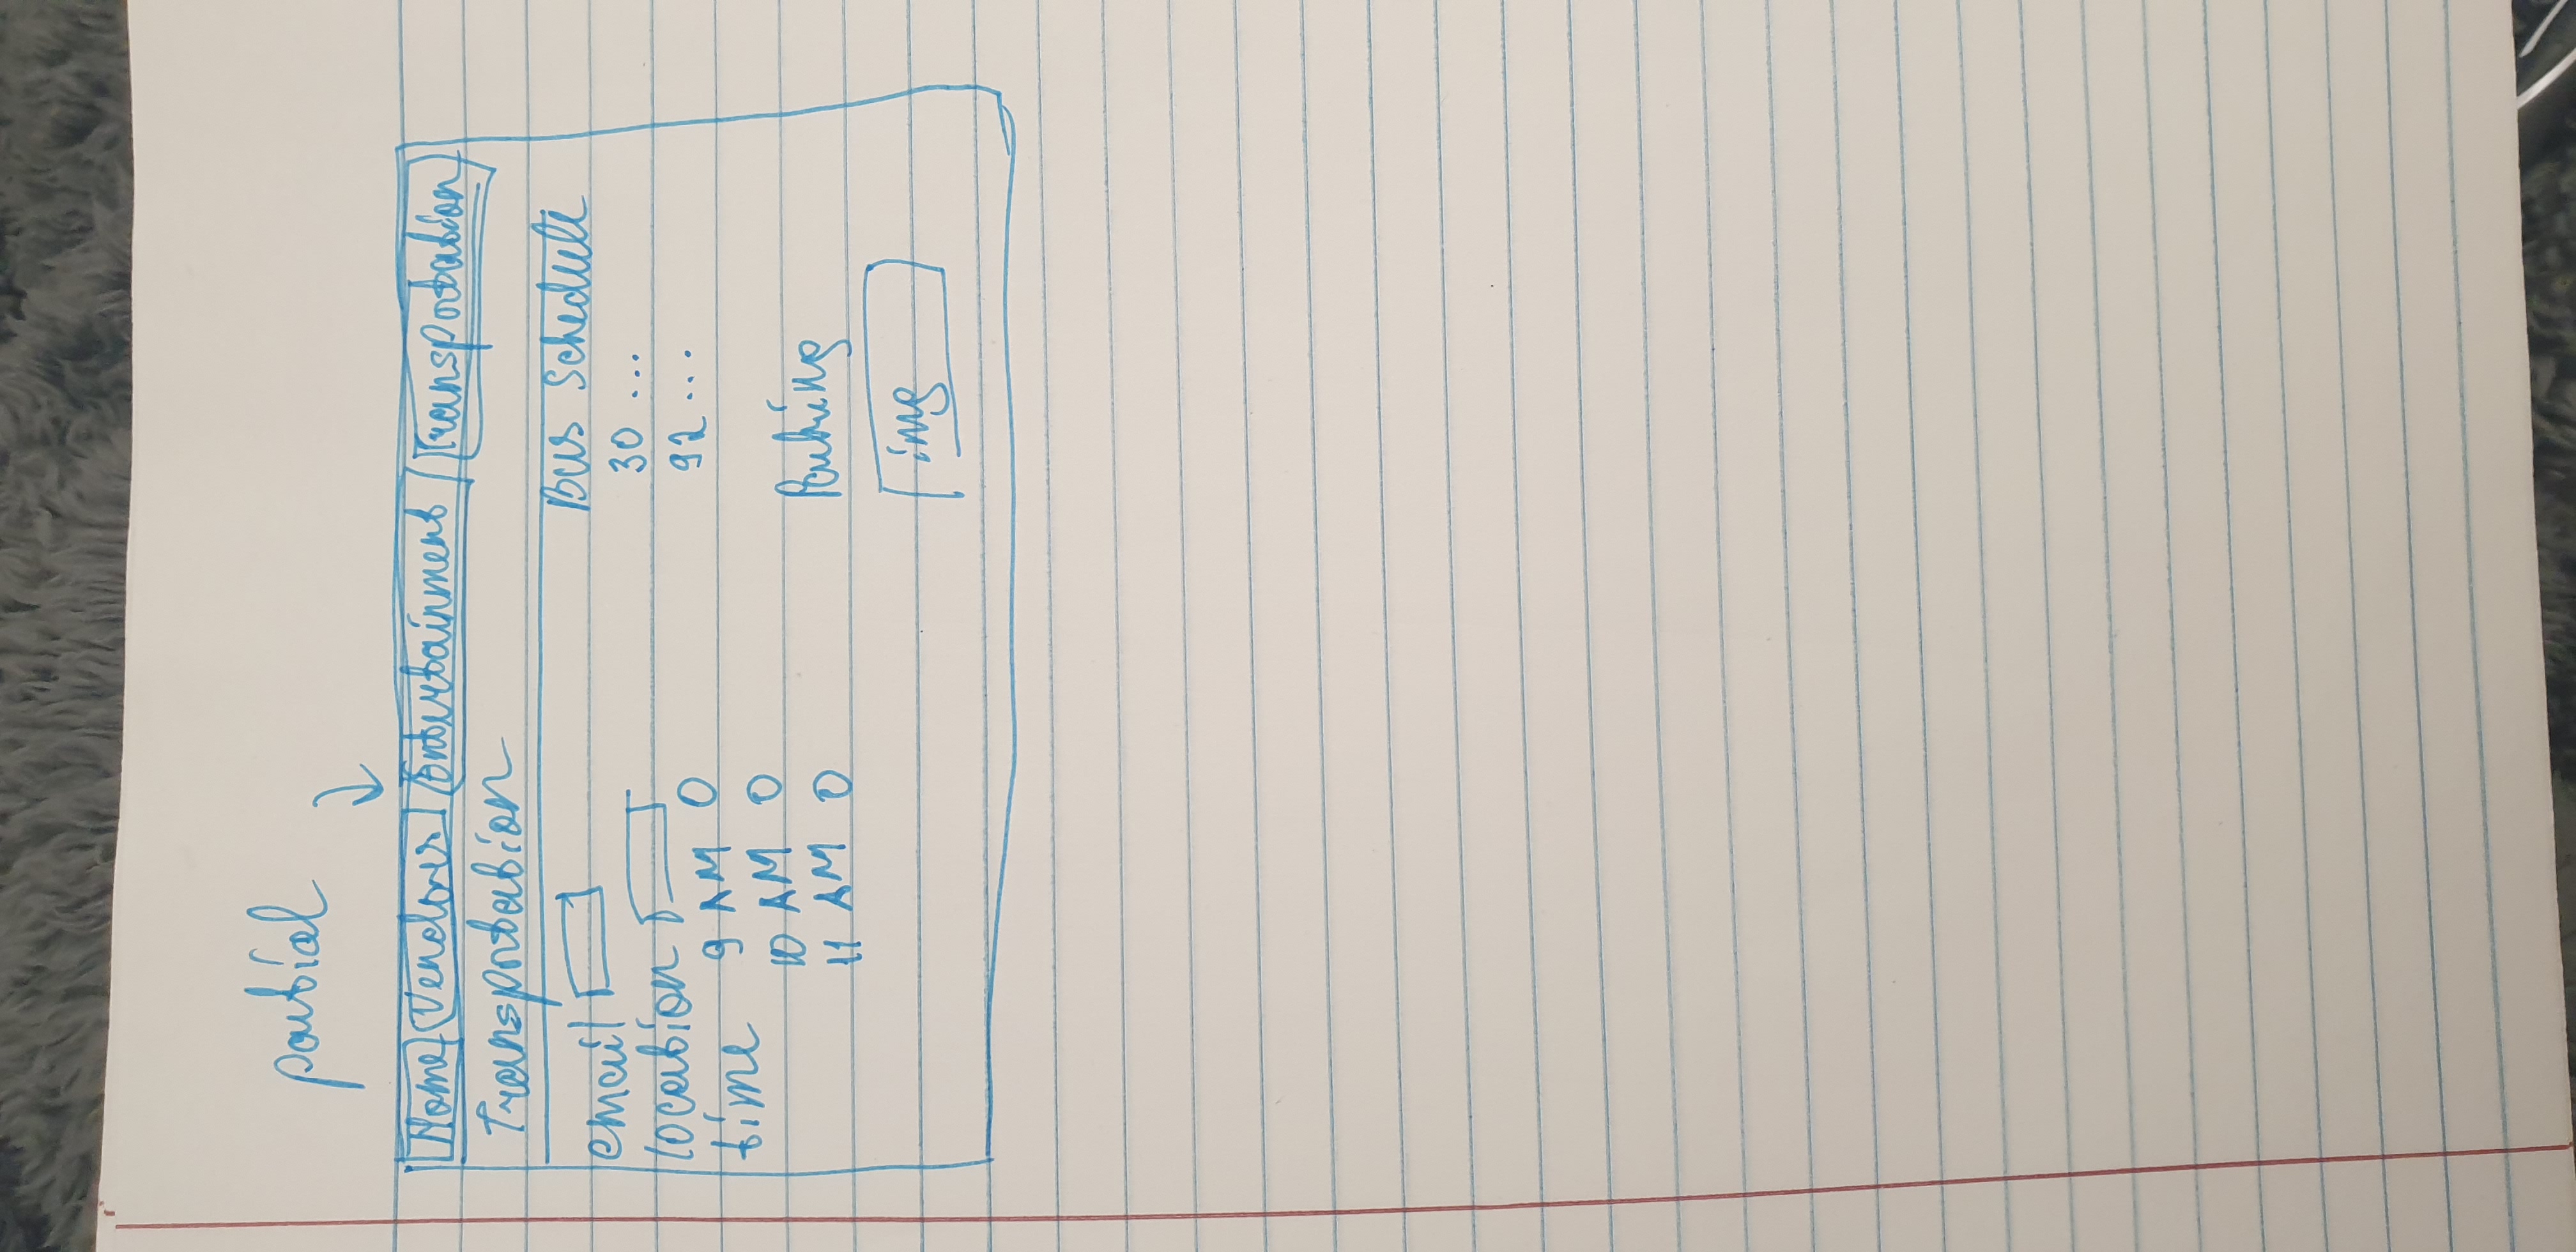 partial
Home Vendores Entertainment Transportation
Transportation
email
location
time 9 AM
10 AM
11 AM
Bus Schedule
30 ...
92 ...
Parking
img